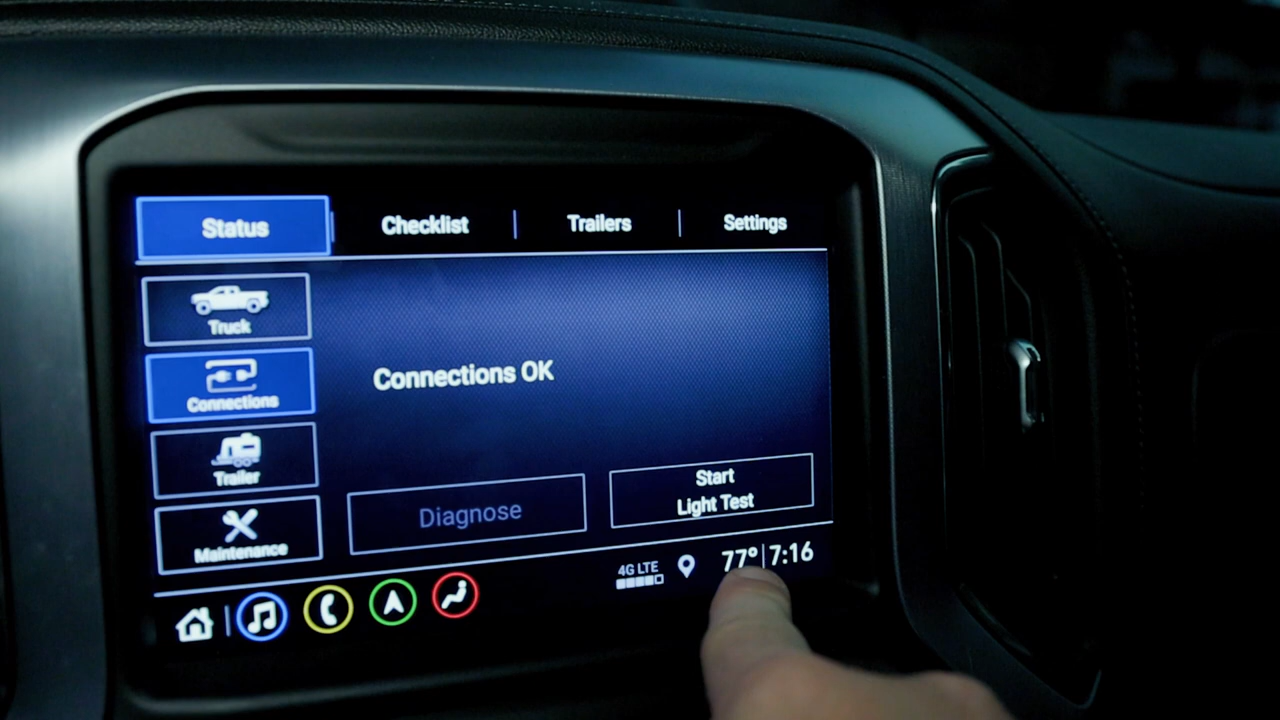 Status
Checklist
Trailers
Settings
Truck
Connections
Trailer
Maintenance
Connections OK
Diagnose
Start
Light Test
4G LTE
77°
7:16